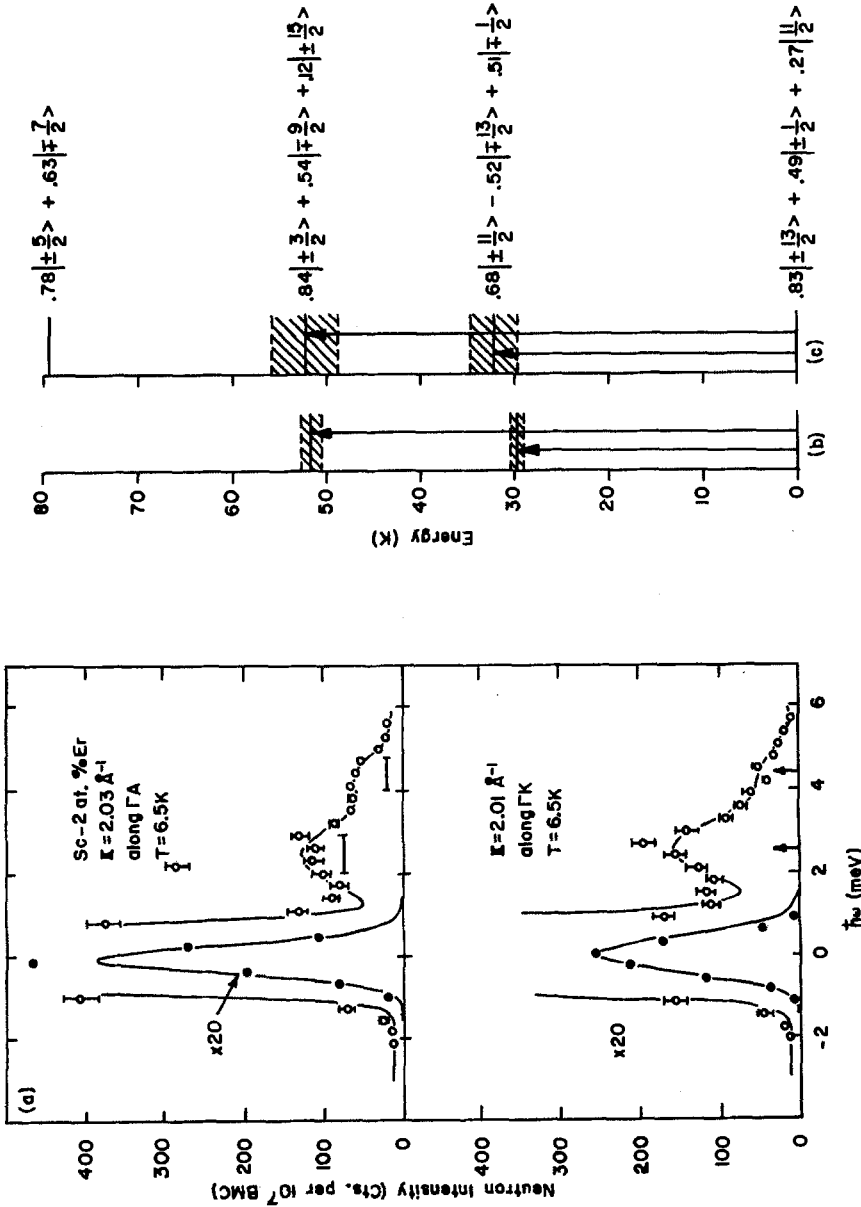 (a)
Sc-2 at. %Er
K = 2.03 Å⁻¹
along ΓA
T = 6.5K
x20
400
300
200
100
0
K = 2.01 Å⁻¹
along ΓK
T = 6.5K
x20
300
200
100
0
Neutron Intensity (Cts. per 10⁷ BMC)
-2
0
2
4
6
ħω (meV)
80
70
60
50
40
30
20
10
0
Energy (K)
(b)
(c)
.78|±5/2> + .63|∓7/2>
.84|±3/2> + .54|∓9/2> + .12|±15/2>
.68|±11/2> − .52|∓13/2> + .51|∓1/2>
.83|±13/2> + .49|±1/2> + .27|11/2>